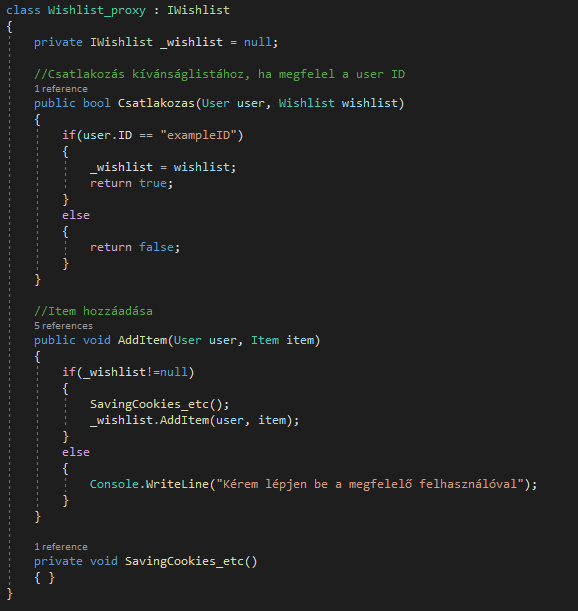 class Wishlist_proxy : IWishlist
{
private IWishlist _wishlist = null;
//Csatlakozás kívánságlistához, ha megfelel a user ID
1 reference
public bool Csatlakozas(User user, Wishlist wishlist)
{
if(user.ID == "exampleID")
{
_wishlist = wishlist;
return true;
}
else
{
return false;
}
}
//Item hozzáadása
5 references
public void AddItem(User user, Item item)
{
if(_wishlist!=null)
{
SavingCookies_etc();
_wishlist.AddItem(user, item);
}
else
{
Console.WriteLine("Kérem lépjen be a megfelelő felhasználóval");
}
}
1 reference
private void SavingCookies_etc()
{ }
}